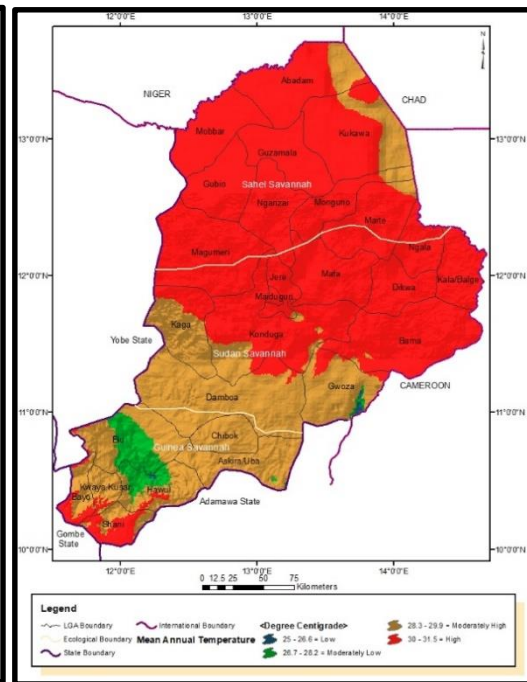 12°0'0"E 13°0'0"E 14°0'0"E
N
NIGER
CHAD
Abadam
Mobbar
Kukawa
13°0'0"N
13°0'0"N
Guzamala
Gubio
Sahel Savannah
Nganzai
Monguno
Marte
Magumeri
Ngala
12°0'0"N
12°0'0"N
Jere
Mafa
Dikwa
Kala/Balge
Maiduguri
Kaga
Konduga
Bama
Yobe State
Sudan Savannah
Gwoza
CAMEROON
Damboa
11°0'0"N
11°0'0"N
Biu
Chibok
Guinea Savannah
Askira/Uba
Kwaya Kusar
Hawul
Bayo
Adamawa State
Shani
Gombe
State
10°0'0"N
10°0'0"N
12°0'0"E 13°0'0"E 14°0'0"E
0 12.5 25 50 75
Kilometers
Legend
LGA Boundary
International Boundary
<Degree Centigrade>
28.3 - 29.9 = Moderately High
Ecological Boundary
Mean Annual Temperature
25 - 26.6 = Low
30 - 31.5 = High
State Boundary
26.7 - 28.2 = Moderately Low